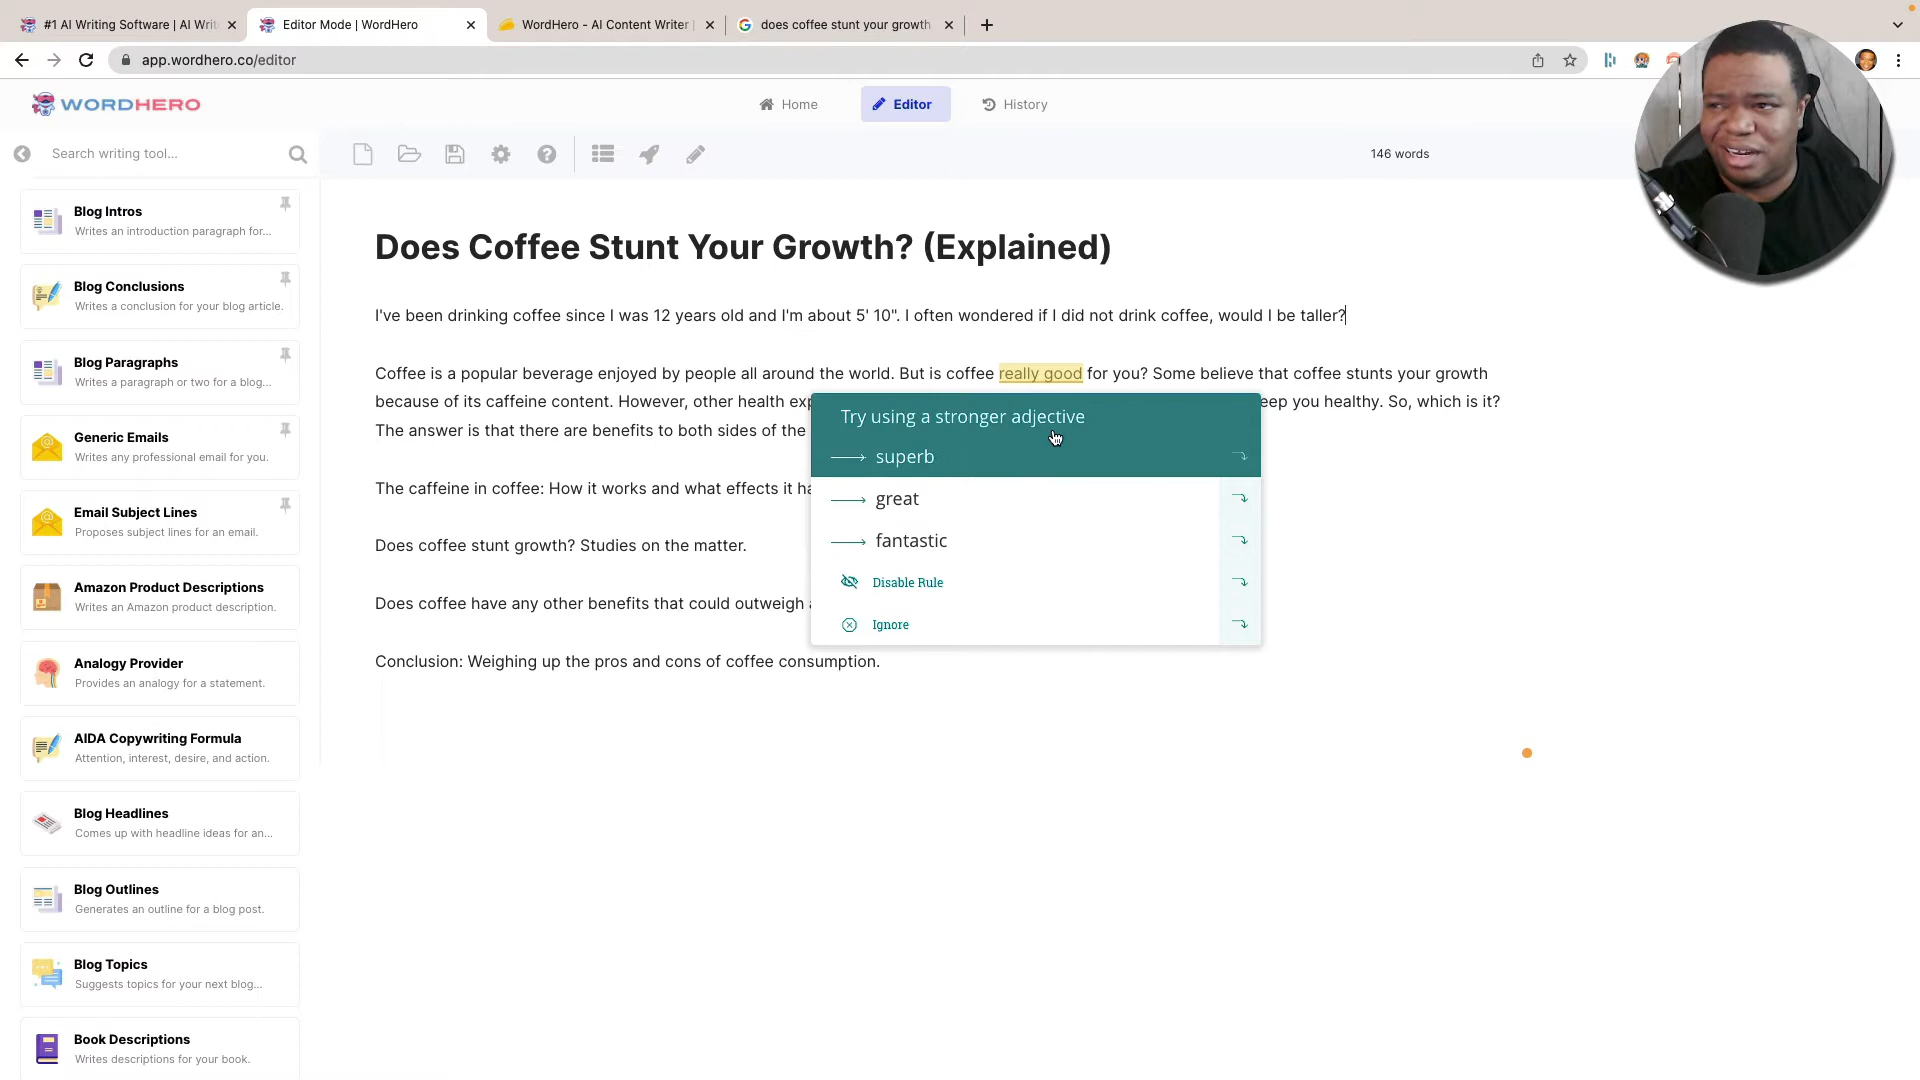 #1 AI Writing Software | AI Writ
Editor Mode | WordHero
WordHero - AI Content Writer |
does coffee stunt your growth
app.wordhero.co/editor
WORDHERO
Home
Editor
History
Search writing tool...
146 words
Blog Intros
Writes an introduction paragraph for...
Blog Conclusions
Writes a conclusion for your blog article.
Blog Paragraphs
Writes a paragraph or two for a blog...
Generic Emails
Writes any professional email for you.
Email Subject Lines
Proposes subject lines for an email.
Amazon Product Descriptions
Writes an Amazon product description.
Analogy Provider
Provides an analogy for a statement.
AIDA Copywriting Formula
Attention, interest, desire, and action.
Blog Headlines
Comes up with headline ideas for an...
Blog Outlines
Generates an outline for a blog post.
Blog Topics
Suggests topics for your next blog...
Book Descriptions
Writes descriptions for your book.
Does Coffee Stunt Your Growth? (Explained)
I've been drinking coffee since I was 12 years old and I'm about 5' 10". I often wondered if I did not drink coffee, would I be taller?
Coffee is a popular beverage enjoyed by people all around the world. But is coffee really good for you? Some believe that coffee stunts your growth
because of its caffeine content. However, other health exp eep you healthy. So, which is it?
The answer is that there are benefits to both sides of the
The caffeine in coffee: How it works and what effects it ha
Does coffee stunt growth? Studies on the matter.
Does coffee have any other benefits that could outweigh
Conclusion: Weighing up the pros and cons of coffee consumption.
Try using a stronger adjective
superb
great
fantastic
Disable Rule
Ignore